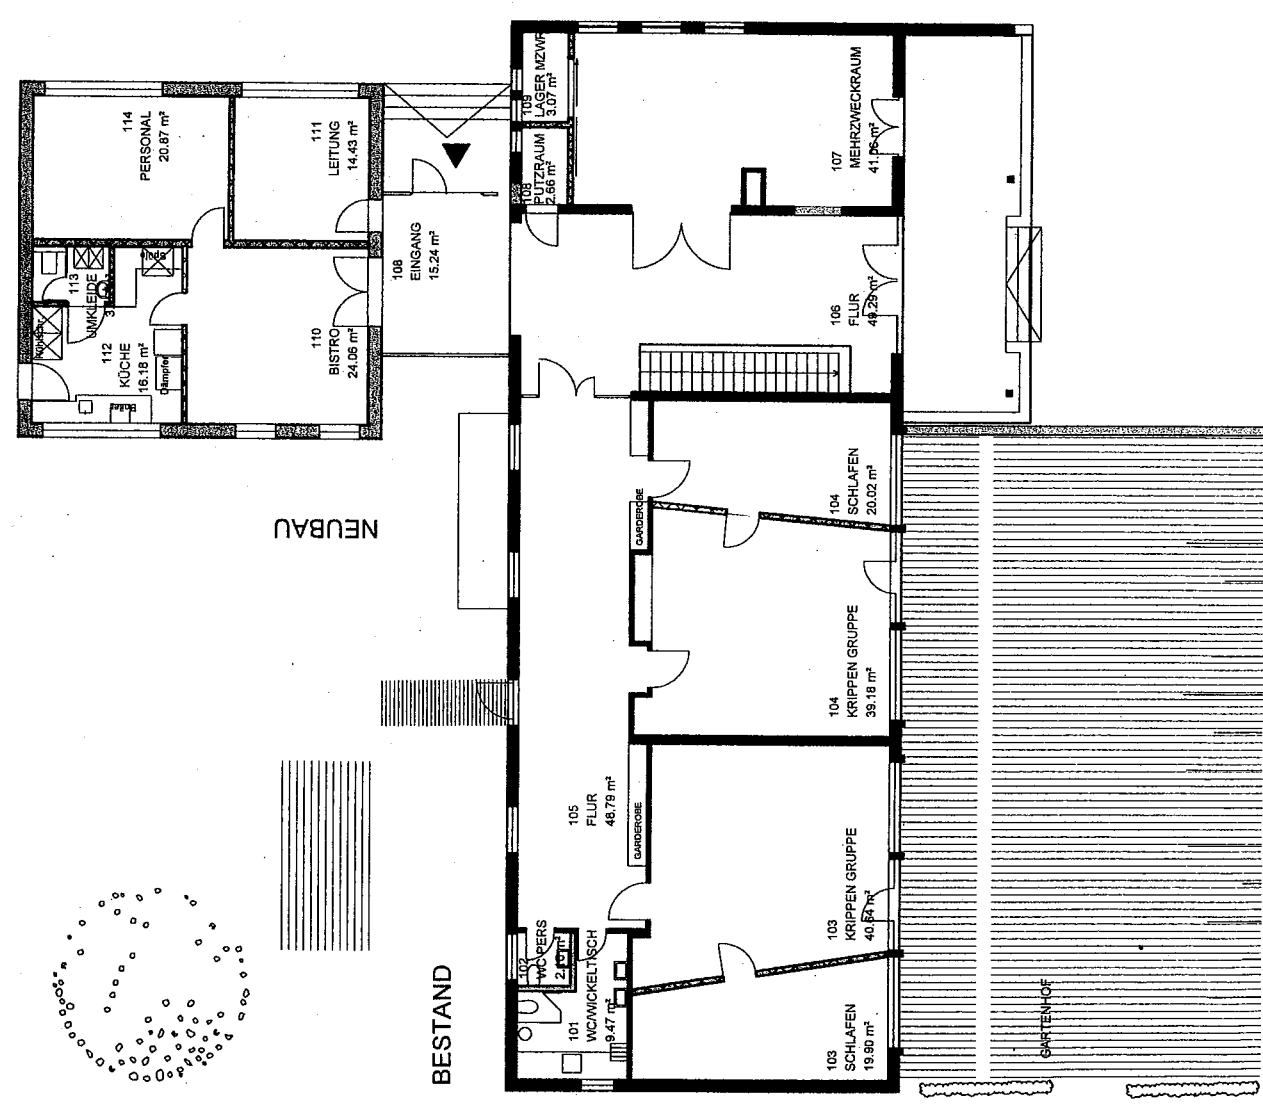 114
PERSONAL
20.87 m²
111
LEITUNG
14.43 m²
109
LAGER MZWR
3.07 m²
108
PUTZRAUM
2.66 m²
107
MEHRZWECKRAUM
108
EINGANG
15.24 m²
113
UMKLEIDE
Spüle
112
KÜCHE
16.18 m²
Dämpfer
110
BISTRO
24.06 m²
106
FLUR
49.29 m²
NEUBAU
GARDEROBE
104
SCHLAFEN
20.02 m²
104
KRIPPEN GRUPPE
39.18 m²
105
FLUR
48.79 m²
GARDEROBE
103
KRIPPEN GRUPPE
40.64 m²
102
WC PERS
101
WC/WICKELTISCH
9.47 m²
103
SCHLAFEN
19.90 m²
BESTAND
GARTENHOF